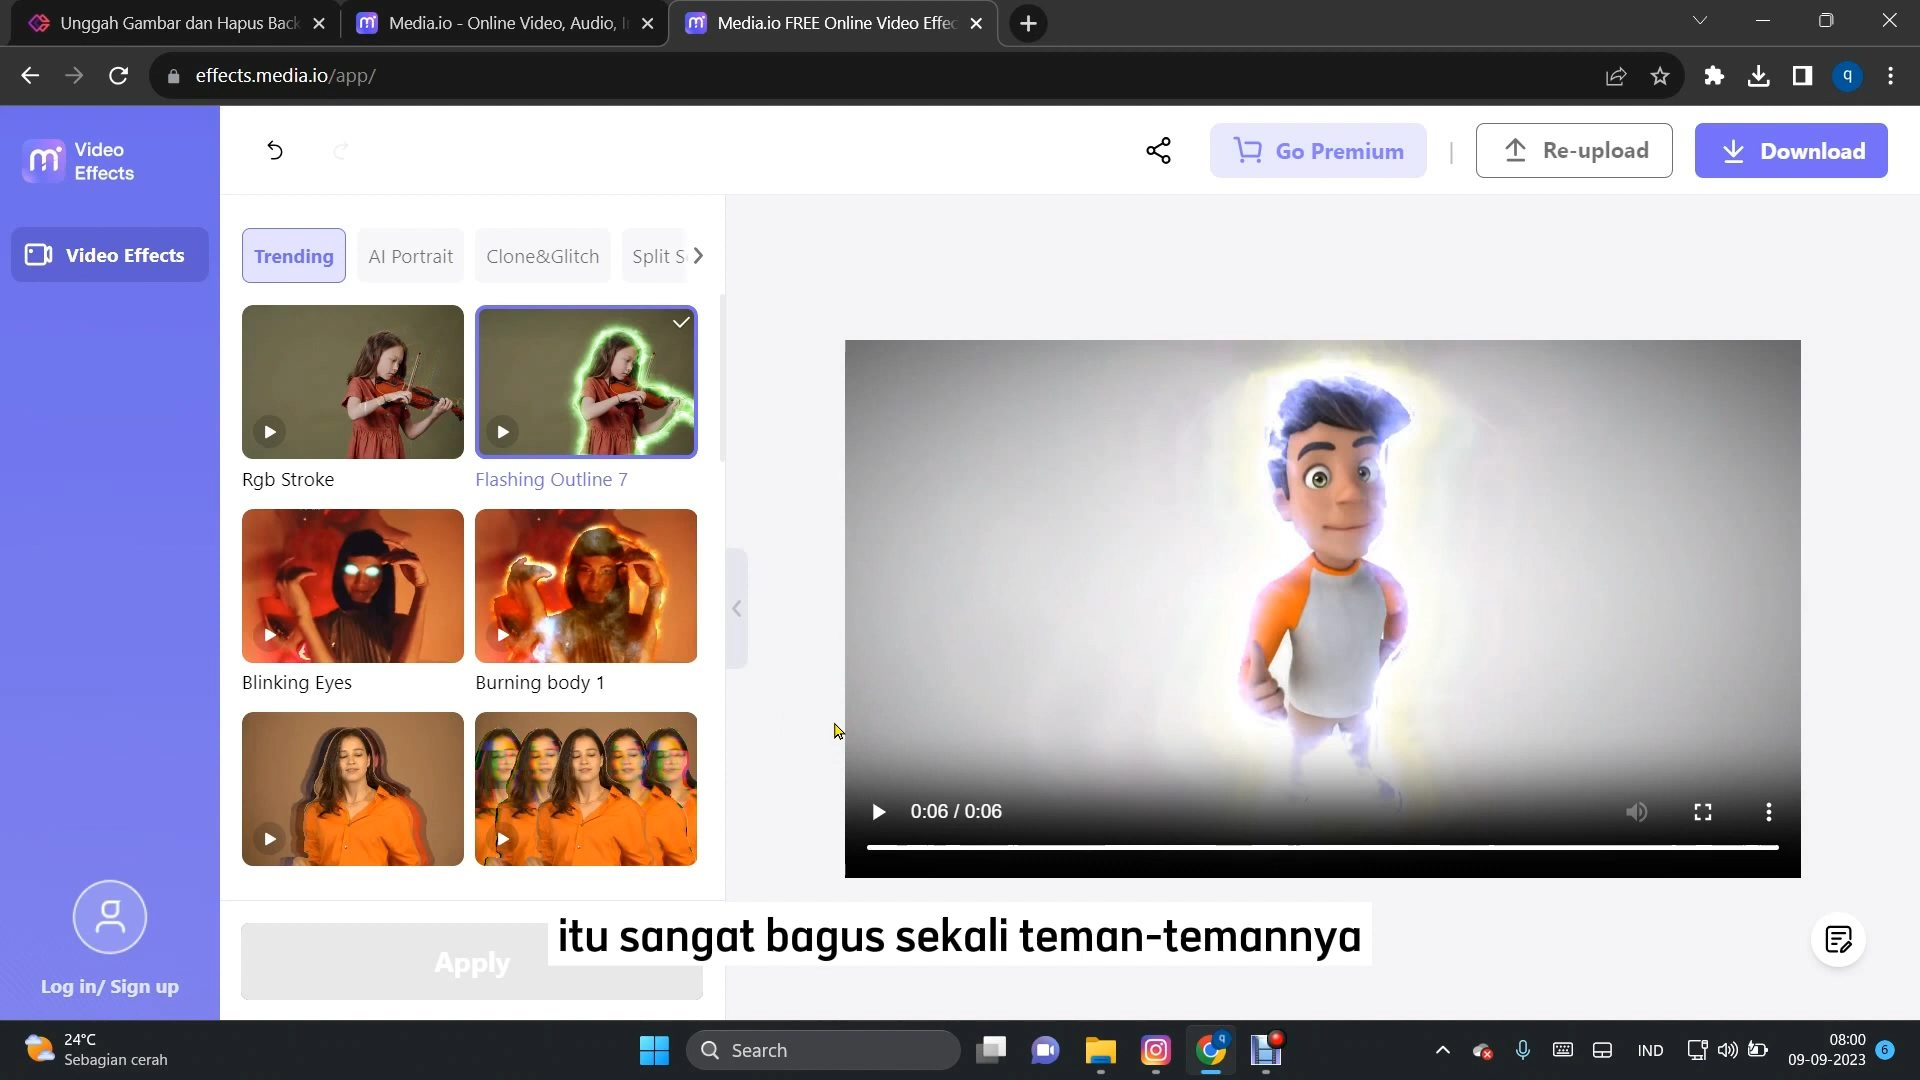 Unggah Gambar dan Hapus Back
Media.io - Online Video, Audio, I
Media.io FREE Online Video Effec
effects.media.io/app/
q
Video
Effects
Go Premium
Re-upload
Download
Video Effects
Trending
AI Portrait
Clone&Glitch
Split S
Rgb Stroke
Flashing Outline 7
Blinking Eyes
Burning body 1
0:06 / 0:06
Apply
itu sangat bagus sekali teman-temannya
Log in/ Sign up
24°C
Sebagian cerah
Search
IND
08:00
09-09-2023
6